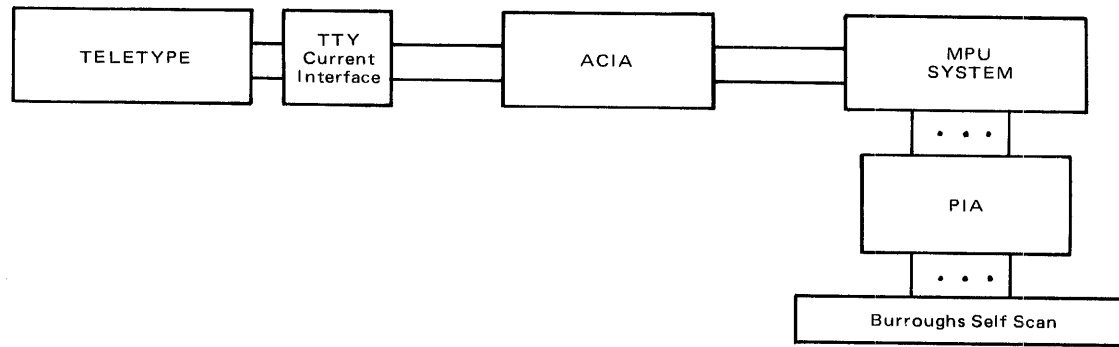 TELETYPE
TTY
Current
Interface
ACIA
MPU
SYSTEM
PIA
Burroughs Self Scan